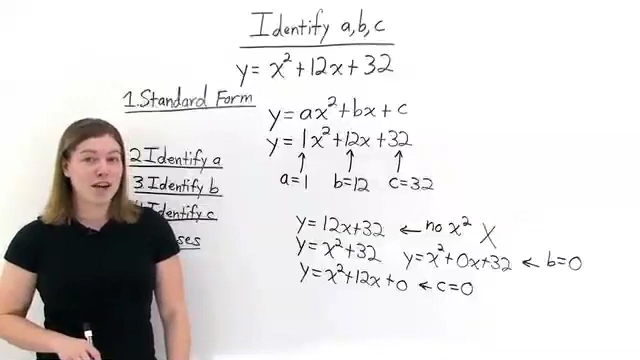 Identify a,b,c
y= x²+12x+32
1.Standard Form
y= ax²+bx+c
y= 1x²+12x+32
a=1 b=12 c=32
2 Identify a
3 Identify b
Identify c
y= 12x+32 ← no x² X
y= x²+32 y= x²+0x+32 ← b=0
y= x²+12x+0 ← c=0